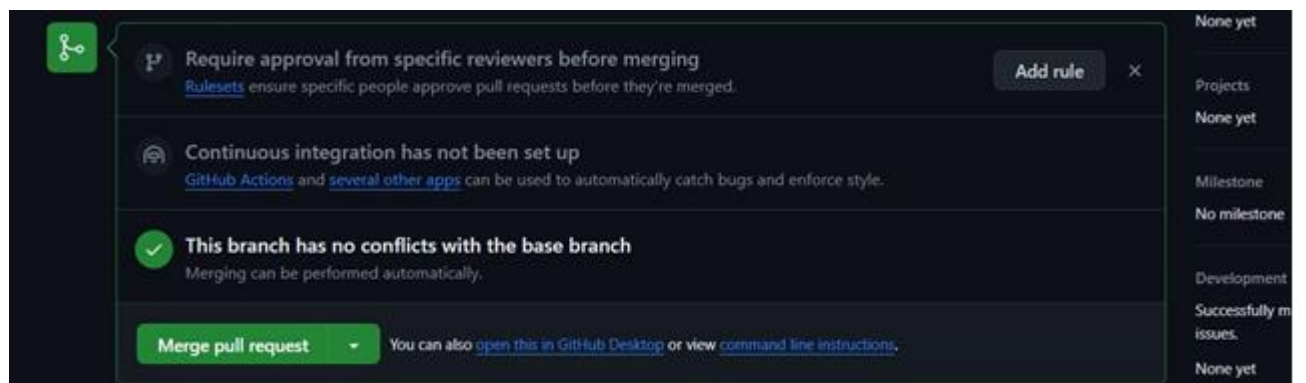 Require approval from specific reviewers before merging
Rulesets ensure specific people approve pull requests before they're merged.
Add rule
Continuous integration has not been set up
GitHub Actions and several other apps can be used to automatically catch bugs and enforce style.
This branch has no conflicts with the base branch
Merging can be performed automatically.
Merge pull request
You can also open this in GitHub Desktop or view command line instructions.
None yet
Projects
None yet
Milestone
No milestone
Development
Successfully m
issues.
None yet